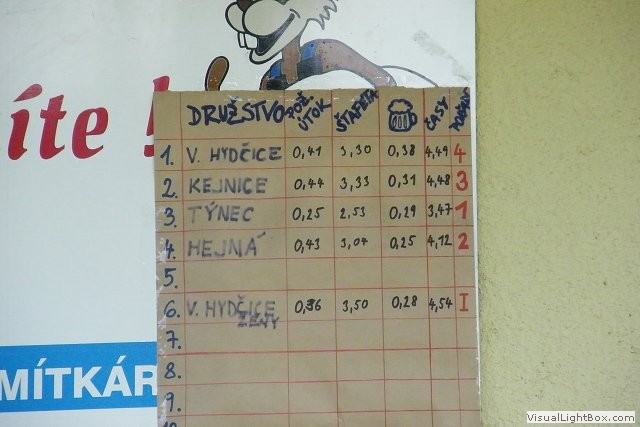 íte !
DRUŽSTVO POŽ. ÚTOK ŠTAFETA ČASY POŘADÍ
1. V. HYDČICE 0,41 3,30 0,38 4,49 4
2. KEJNICE 0,44 3,33 0,31 4,48 3
3. TÝNEC 0,25 2,53 0,29 3,47 1
4. HEJNÁ 0,43 3,04 0,25 4,12 2
5.
6. V. HYDČICE 0,36 3,50 0,28 4,54 I
ŽENY
7.
8.
9.
MÍTKÁR
VisualLightBox.com